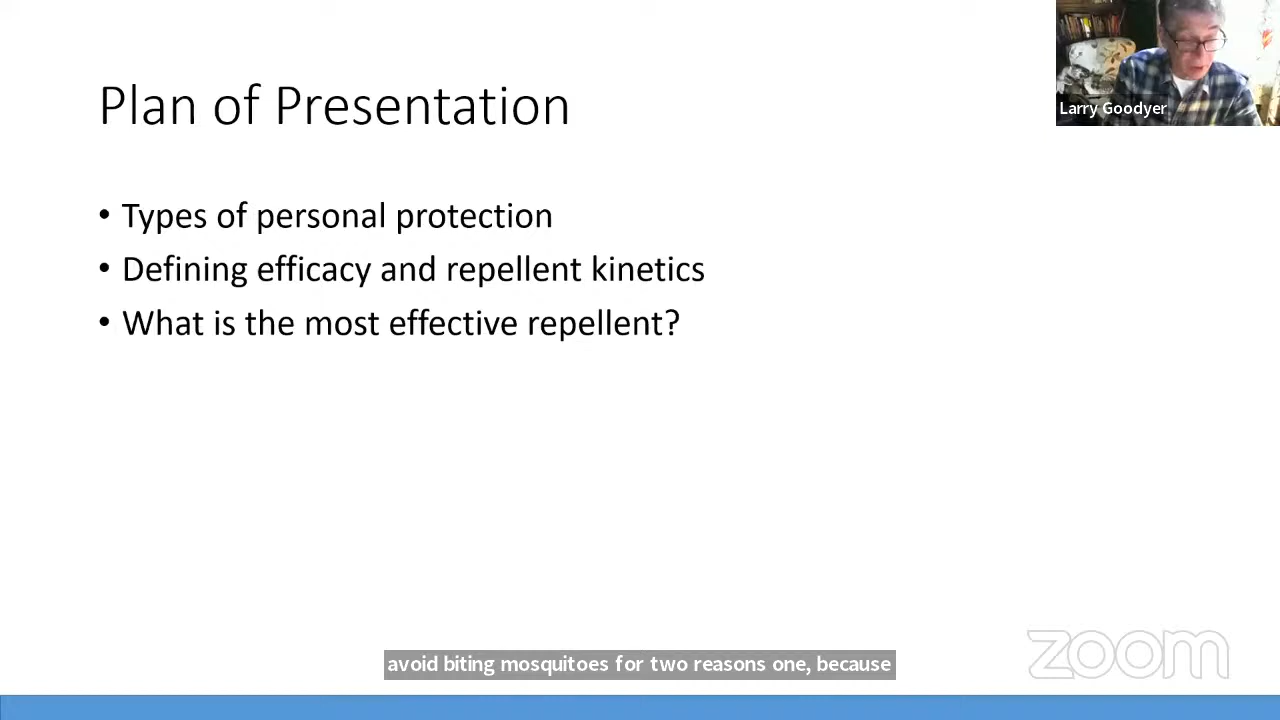 Plan of Presentation
Larry Goodyer
• Types of personal protection
• Defining efficacy and repellent kinetics
• What is the most effective repellent?
zoom
avoid biting mosquitoes for two reasons one, because